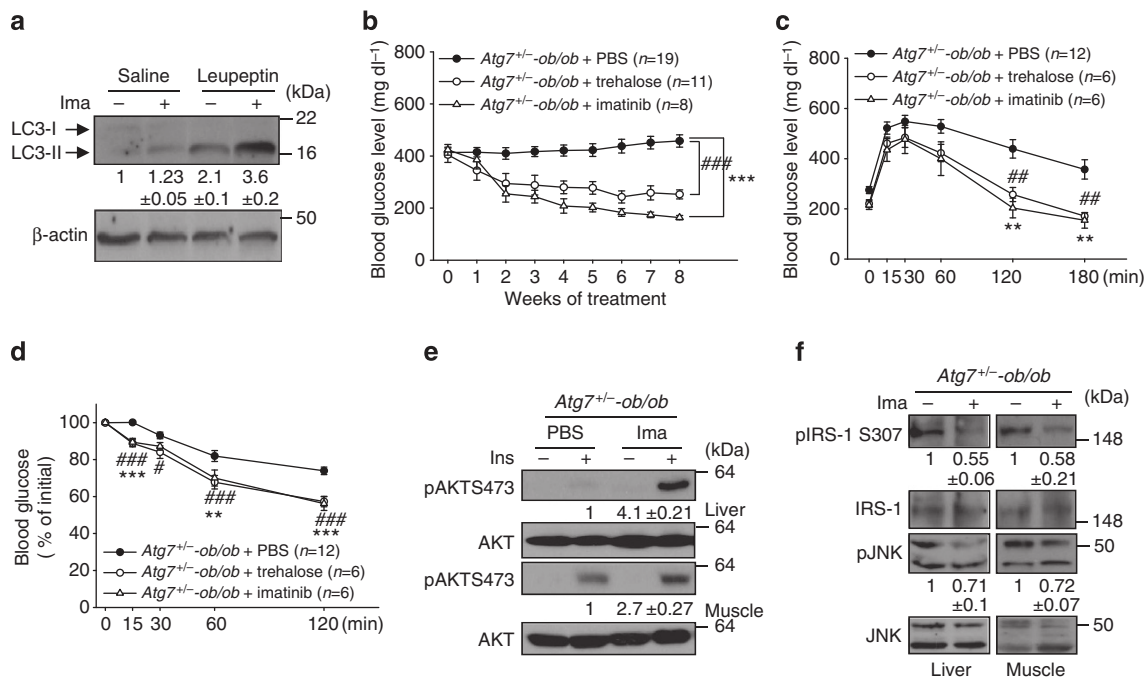 a
Saline Leupeptin
Ima − + − + (kDa)
LC3-I
22
LC3-II
16
1 1.23 2.1 3.6
±0.05 ±0.1 ±0.2
50
β-actin
b
Blood glucose level (mg dl⁻¹)
800
600
400
200
0
Atg7+/−-ob/ob + PBS (n=19)
Atg7+/−-ob/ob + trehalose (n=11)
Atg7+/−-ob/ob + imatinib (n=8)
###
***
0 1 2 3 4 5 6 7 8
Weeks of treatment
c
Blood glucose level (mg dl⁻¹)
800
600
400
200
0
Atg7+/−-ob/ob + PBS (n=12)
Atg7+/−-ob/ob + trehalose (n=6)
Atg7+/−-ob/ob + imatinib (n=6)
##
##
**
**
0 15 30 60 120 180 (min)
d
Blood glucose
( % of initial)
100
80
60
40
20
0
###
***
#
###
**
###
***
Atg7+/−-ob/ob + PBS (n=12)
Atg7+/−-ob/ob + trehalose (n=6)
Atg7+/−-ob/ob + imatinib (n=6)
0 15 30 60 120 (min)
e
Atg7+/−-ob/ob
PBS Ima (kDa)
Ins − + − +
64
pAKTS473
1 4.1 ±0.21 Liver
64
AKT
64
pAKTS473
1 2.7 ±0.27 Muscle
64
AKT
f
Atg7+/−-ob/ob
Ima − + − + (kDa)
pIRS-1 S307
148
1 0.55 1 0.58
±0.06 ±0.21
IRS-1
148
pJNK 50
1 0.71 1 0.72
±0.1 ±0.07
JNK 50
Liver Muscle